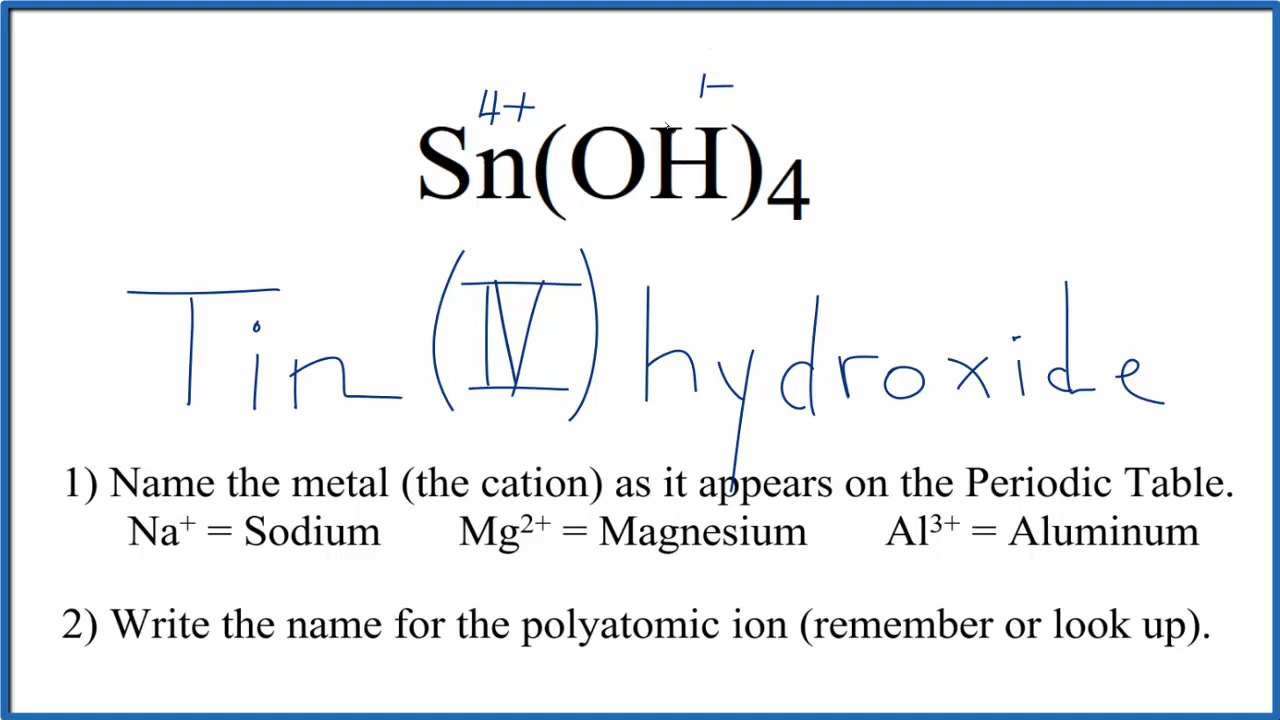 4+ 1-
Sn(OH)₄
Tin (IV) hydroxide
1) Name the metal (the cation) as it appears on the Periodic Table.
Na⁺ = Sodium Mg²⁺ = Magnesium Al³⁺ = Aluminum
2) Write the name for the polyatomic ion (remember or look up).